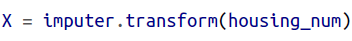 X = imputer.transform(housing_num)